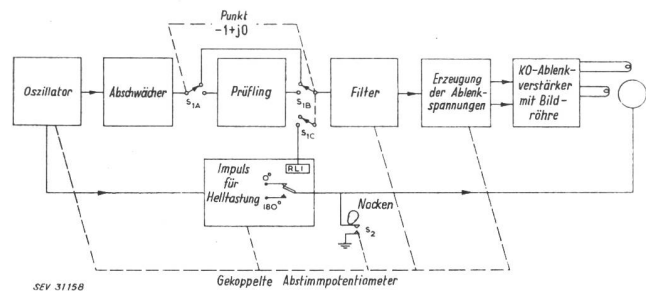 Punkt
-1+j0
Oszillator
Abschwächer
S1A
Prüfling
S1B
S1C
Filter
Erzeugung
der Ablenk-
spannungen
KO-Ablenk-
verstärker
mit Bild-
röhre
Impuls
für
Helltastung
RL1
0°
180°
Nocken
S2
Gekoppelte Abstimmpotentiometer
SEV 31158